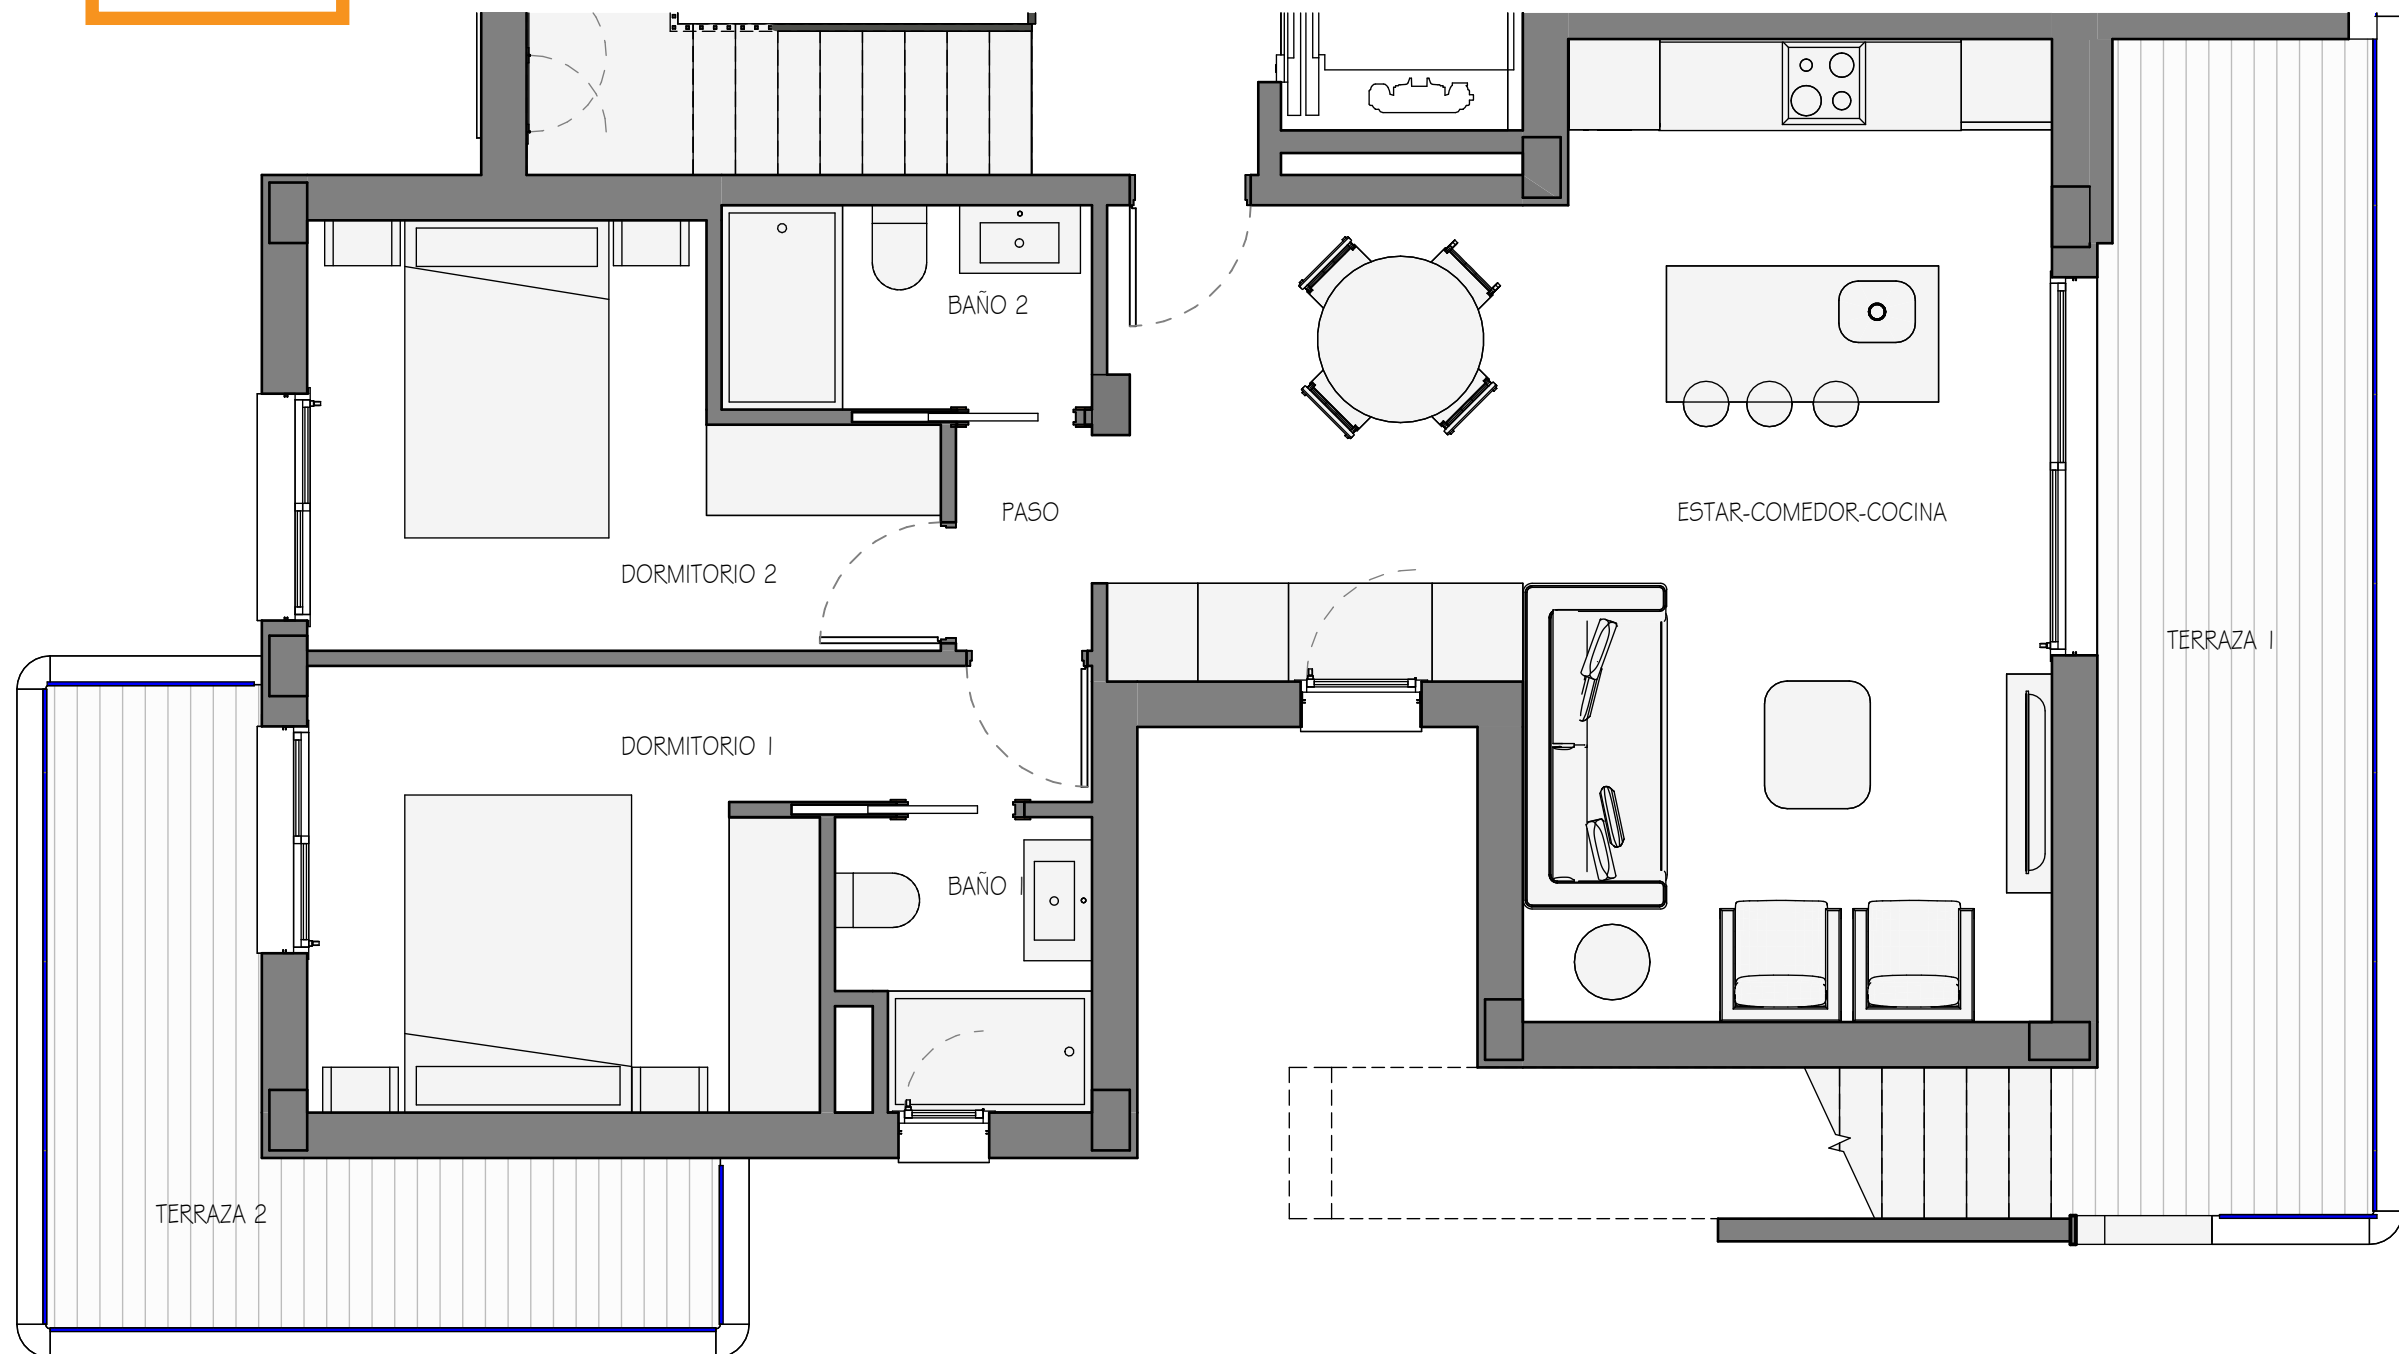 BAÑO 2
PASO
ESTAR-COMEDOR-COCINA
DORMITORIO 2
TERRAZA 1
DORMITORIO 1
BAÑO 1
TERRAZA 2